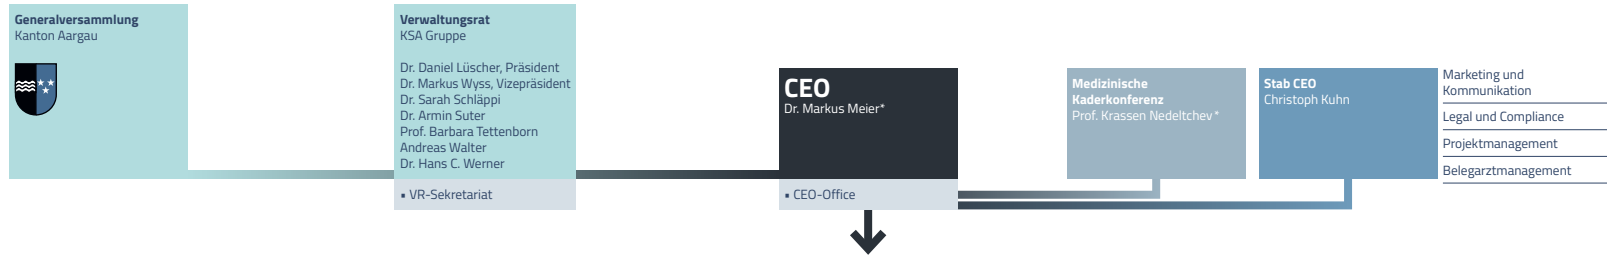 Generalversammlung
Kanton Aargau
Verwaltungsrat
KSA Gruppe
Dr. Daniel Lüscher, Präsident
Dr. Markus Wyss, Vizepräsident
Dr. Sarah Schläppi
Dr. Armin Suter
Prof. Barbara Tettenborn
Andreas Walter
Dr. Hans C. Werner
▪ VR-Sekretariat
CEO
Dr. Markus Meier*
▪ CEO-Office
Medizinische
Kaderkonferenz
Prof. Krassen Nedeltchev*
Stab CEO
Christoph Kuhn
Marketing und
Kommunikation
Legal und Compliance
Projektmanagement
Belegarztmanagement